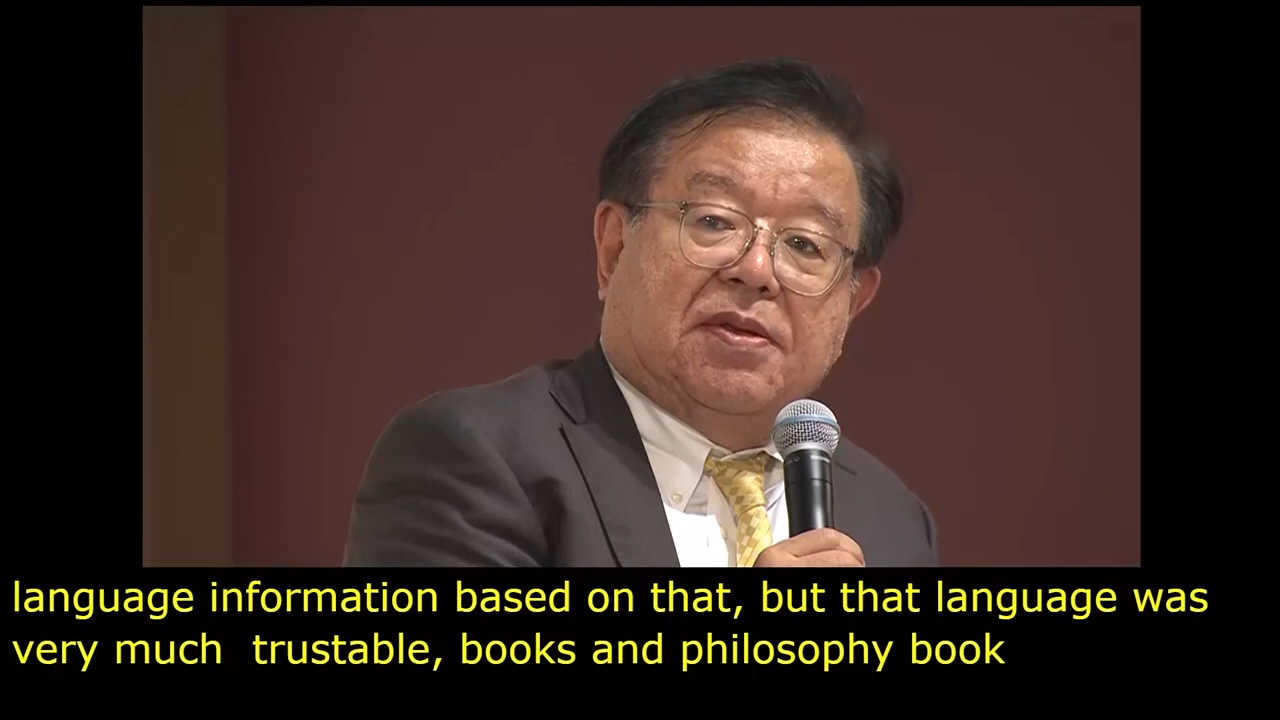 language information based on that, but that language was
very much  trustable, books and philosophy book